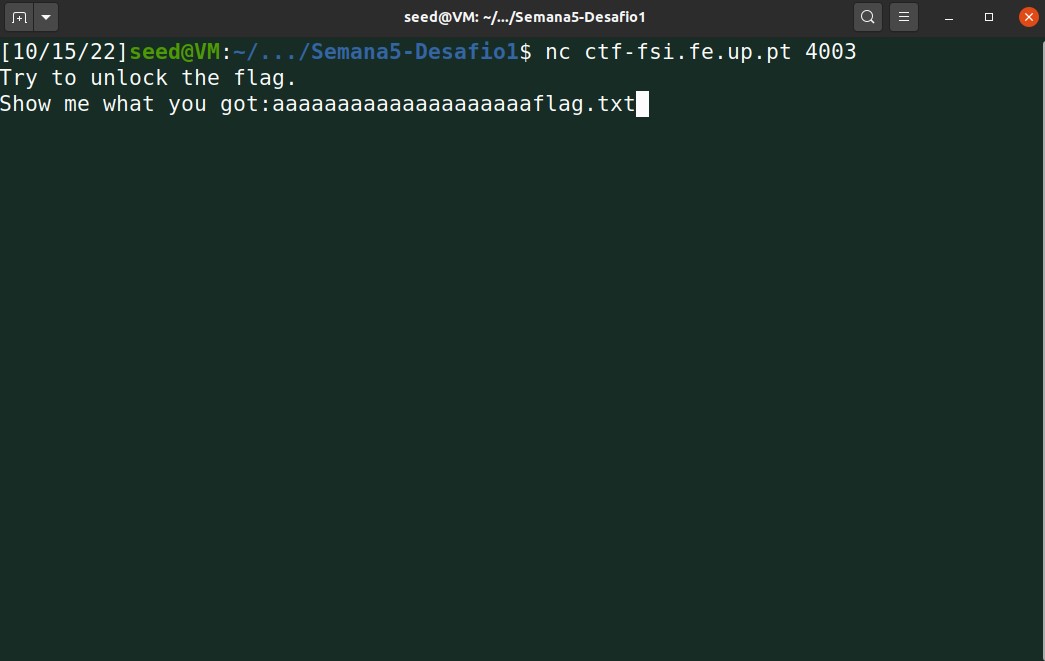 seed@VM: ~/.../Semana5-Desafio1
[10/15/22]seed@VM:~/.../Semana5-Desafio1$ nc ctf-fsi.fe.up.pt 4003
Try to unlock the flag.
Show me what you got:aaaaaaaaaaaaaaaaaaaaflag.txt